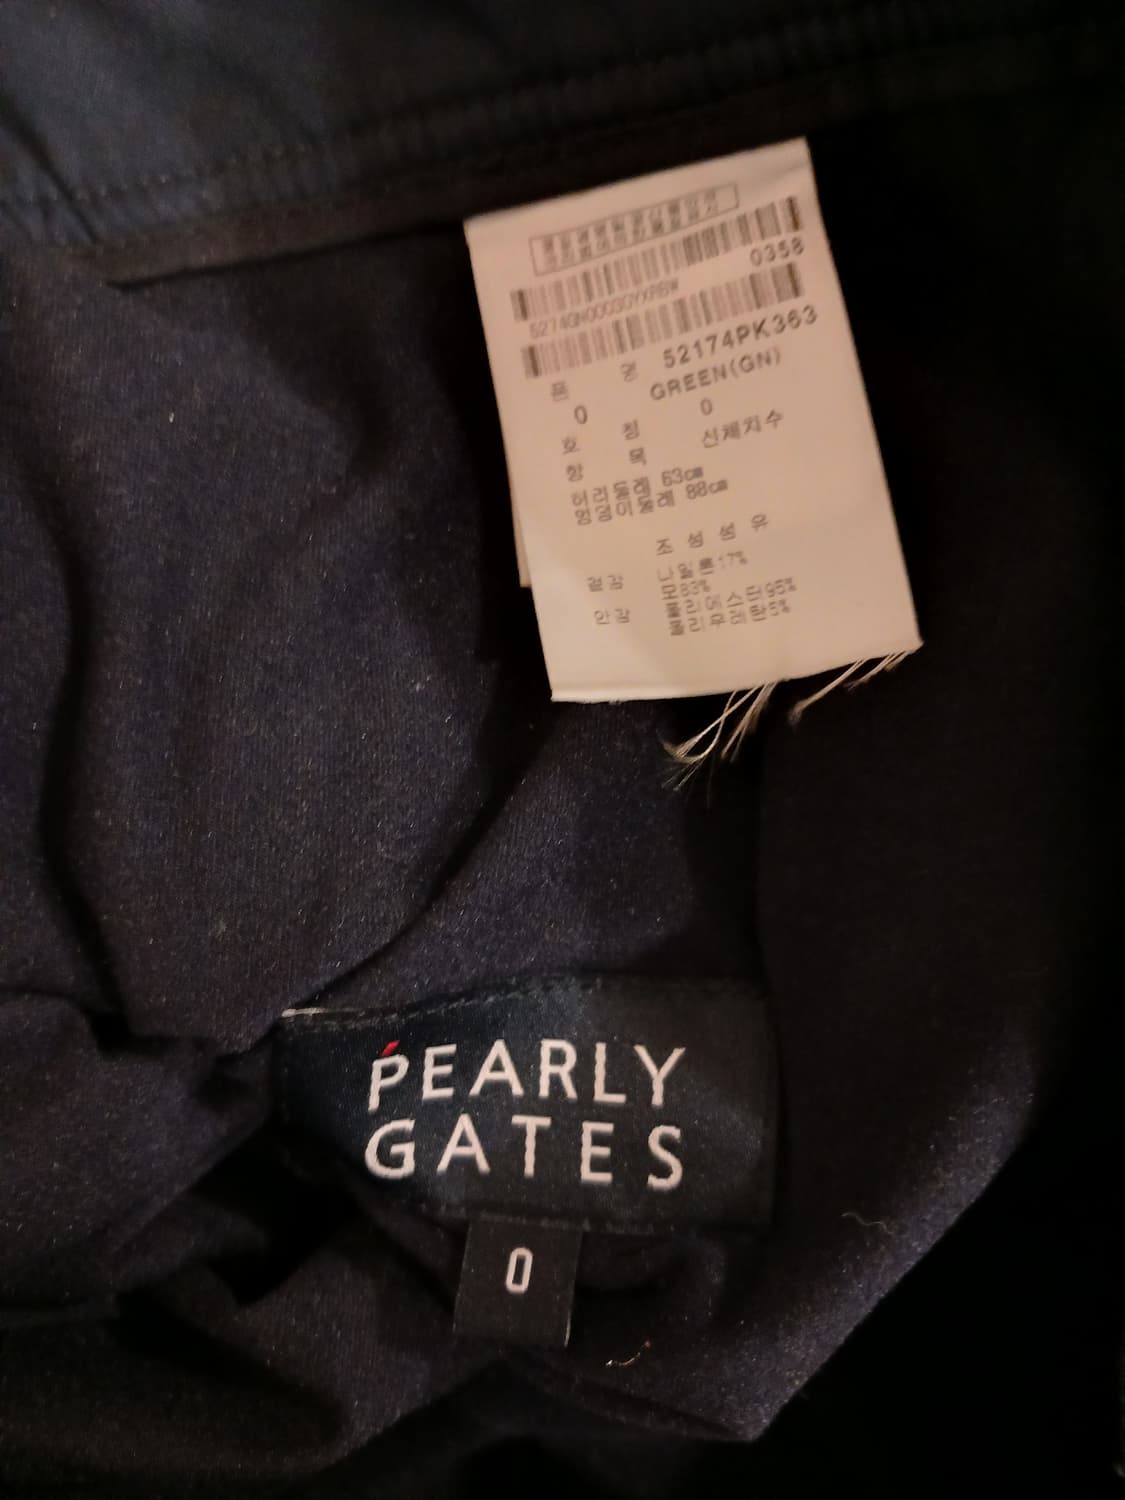 0358
52174PK363
품 명 GREEN(GN)
0 0
호 칭 신체치수
항 목
허리둘레 63㎝
엉덩이둘레 88㎝
조 성 섬 유
겉감 나일론17%
모83%
안감 폴리에스터95%
폴리우레탄5%
PEARLY
GATES
0